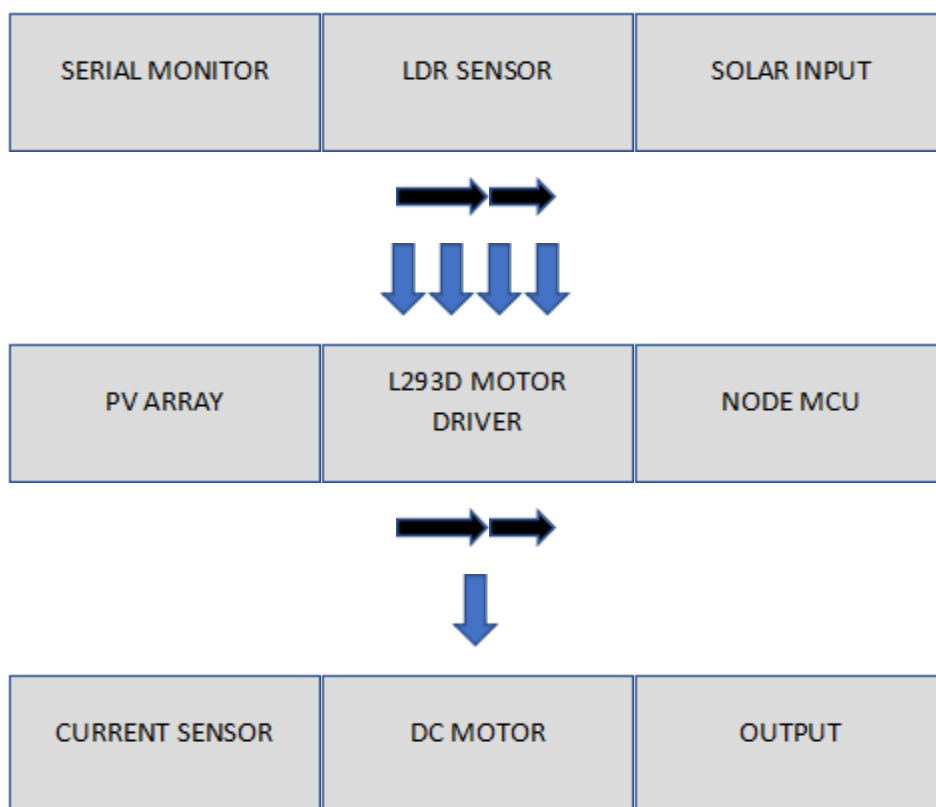 SERIAL MONITOR
LDR SENSOR
SOLAR INPUT
PV ARRAY
L293D MOTOR
DRIVER
NODE MCU
CURRENT SENSOR
DC MOTOR
OUTPUT